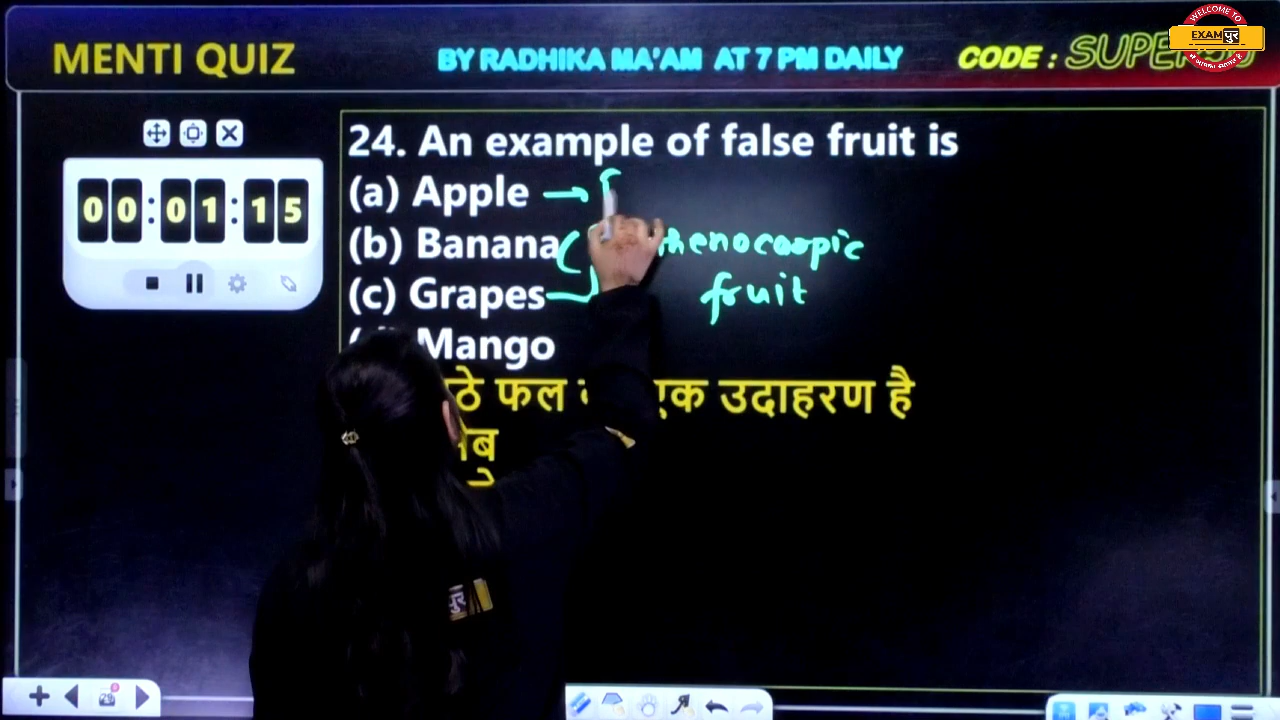 MENTI QUIZ
BY RADHIKA MA'AM AT 7 PM DAILY
CODE :
WELCOME TO
EXAM पुर
00:01:15
24. An example of false fruit is
(a) Apple
(b) Banana
(c) Grapes
Mango
fruit
फल
एक उदाहरण है